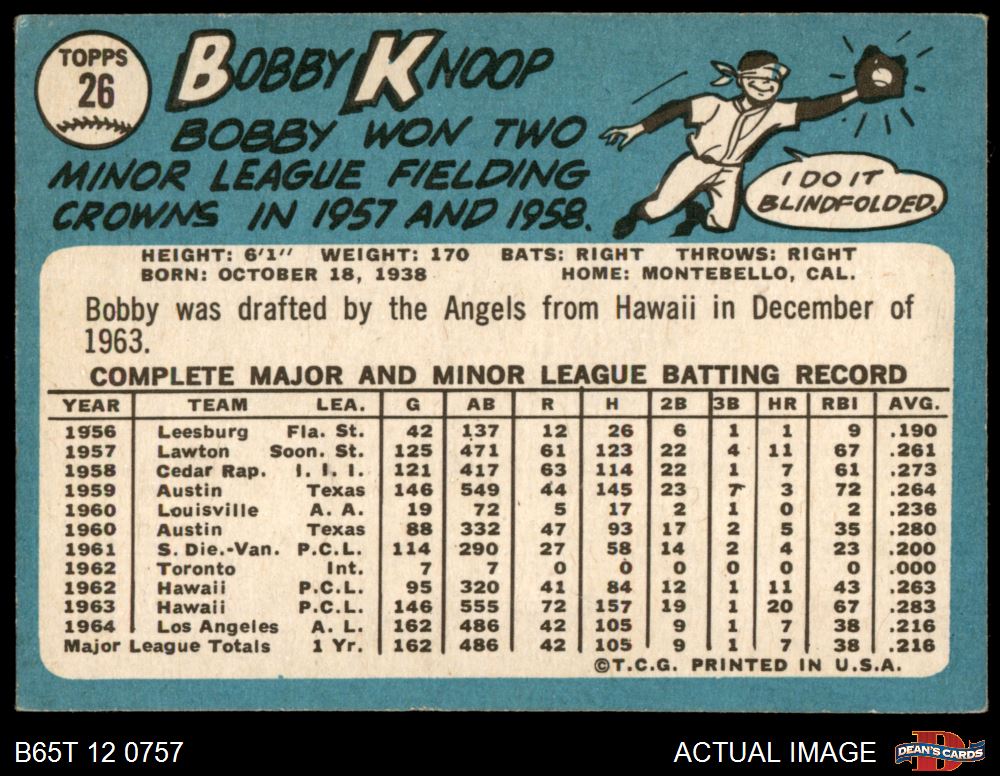 TOPPS
26
BOBBY KNOOP
BOBBY WON TWO
MINOR LEAGUE FIELDING
CROWNS IN 1957 AND 1958.
I DO IT
BLINDFOLDED.
HEIGHT: 6'1" WEIGHT: 170 BATS: RIGHT THROWS: RIGHT
BORN: OCTOBER 18, 1938 HOME: MONTEBELLO, CAL.
Bobby was drafted by the Angels from Hawaii in December of
1963.
COMPLETE MAJOR AND MINOR LEAGUE BATTING RECORD
YEAR TEAM LEA. G AB R H 2B 3B HR RBI AVG.
1956 Leesburg Fla. St. 42 137 12 26 6 1 1 9 .190
1957 Lawton Soon. St. 125 471 61 123 22 4 11 67 .261
1958 Cedar Rap. I. I. I. 121 417 63 114 22 1 7 61 .273
1959 Austin Texas 146 549 44 145 23 7 3 72 .264
1960 Louisville A. A. 19 72 5 17 2 1 0 2 .236
1960 Austin Texas 88 332 47 93 17 2 5 35 .280
1961 S. Die.-Van. P.C.L. 114 290 27 58 14 2 4 23 .200
1962 Toronto Int. 7 7 0 0 0 0 0 0 .000
1962 Hawaii P.C.L. 95 320 41 84 12 1 11 43 .263
1963 Hawaii P.C.L. 146 555 72 157 19 1 20 67 .283
1964 Los Angeles A. L. 162 486 42 105 9 1 7 38 .216
Major League Totals 1 Yr. 162 486 42 105 9 1 7 38 .216
©T.C.G. PRINTED IN U.S.A.
B65T 12 0757
ACTUAL IMAGE
DEAN'S CARDS